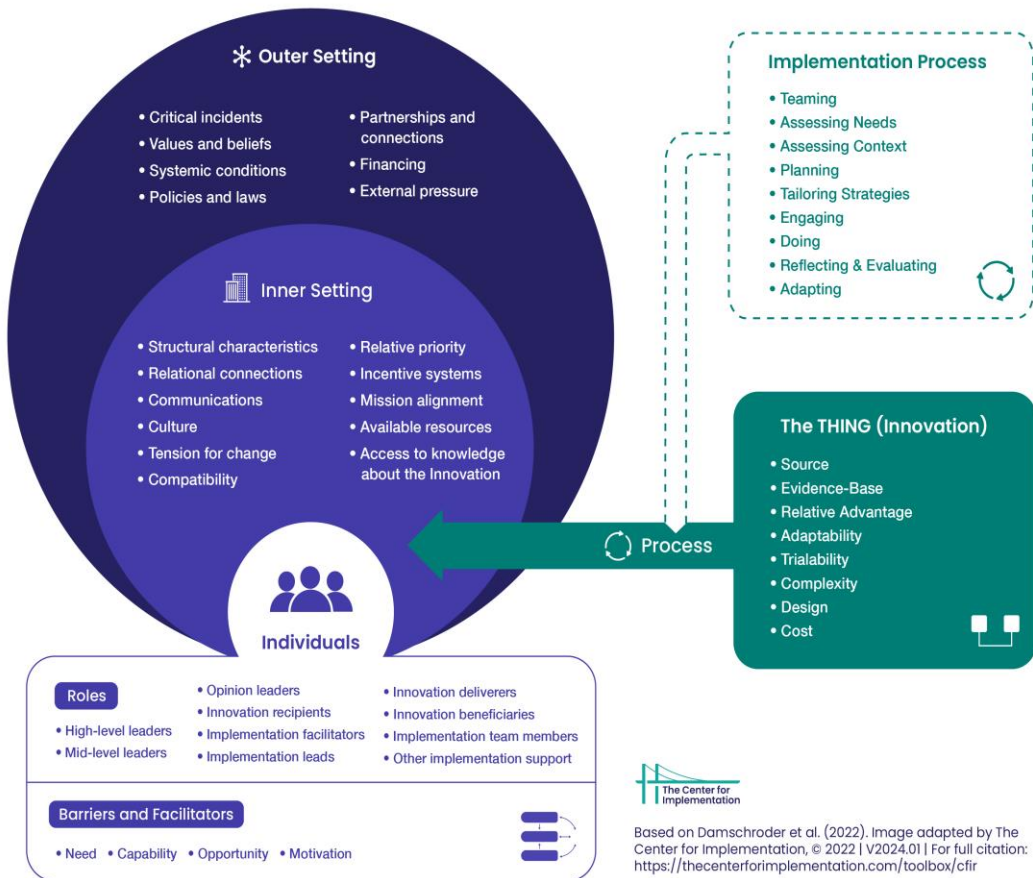 Outer Setting
• Critical incidents
• Values and beliefs
• Systemic conditions
• Policies and laws
• Partnerships and
connections
• Financing
• External pressure
Inner Setting
• Structural characteristics
• Relational connections
• Communications
• Culture
• Tension for change
• Compatibility
• Relative priority
• Incentive systems
• Mission alignment
• Available resources
• Access to knowledge
about the Innovation
Individuals
Roles
• High-level leaders
• Mid-level leaders
• Opinion leaders
• Innovation recipients
• Implementation facilitators
• Implementation leads
• Innovation deliverers
• Innovation beneficiaries
• Implementation team members
• Other implementation support
Barriers and Facilitators
• Need • Capability • Opportunity • Motivation
Implementation Process
• Teaming
• Assessing Needs
• Assessing Context
• Planning
• Tailoring Strategies
• Engaging
• Doing
• Reflecting & Evaluating
• Adapting
Process
The THING (Innovation)
• Source
• Evidence-Base
• Relative Advantage
• Adaptability
• Trialability
• Complexity
• Design
• Cost
The Center for
Implementation
Based on Damschroder et al. (2022). Image adapted by The
Center for Implementation, © 2022 | V2024.01 | For full citation:
https://thecenterforimplementation.com/toolbox/cfir